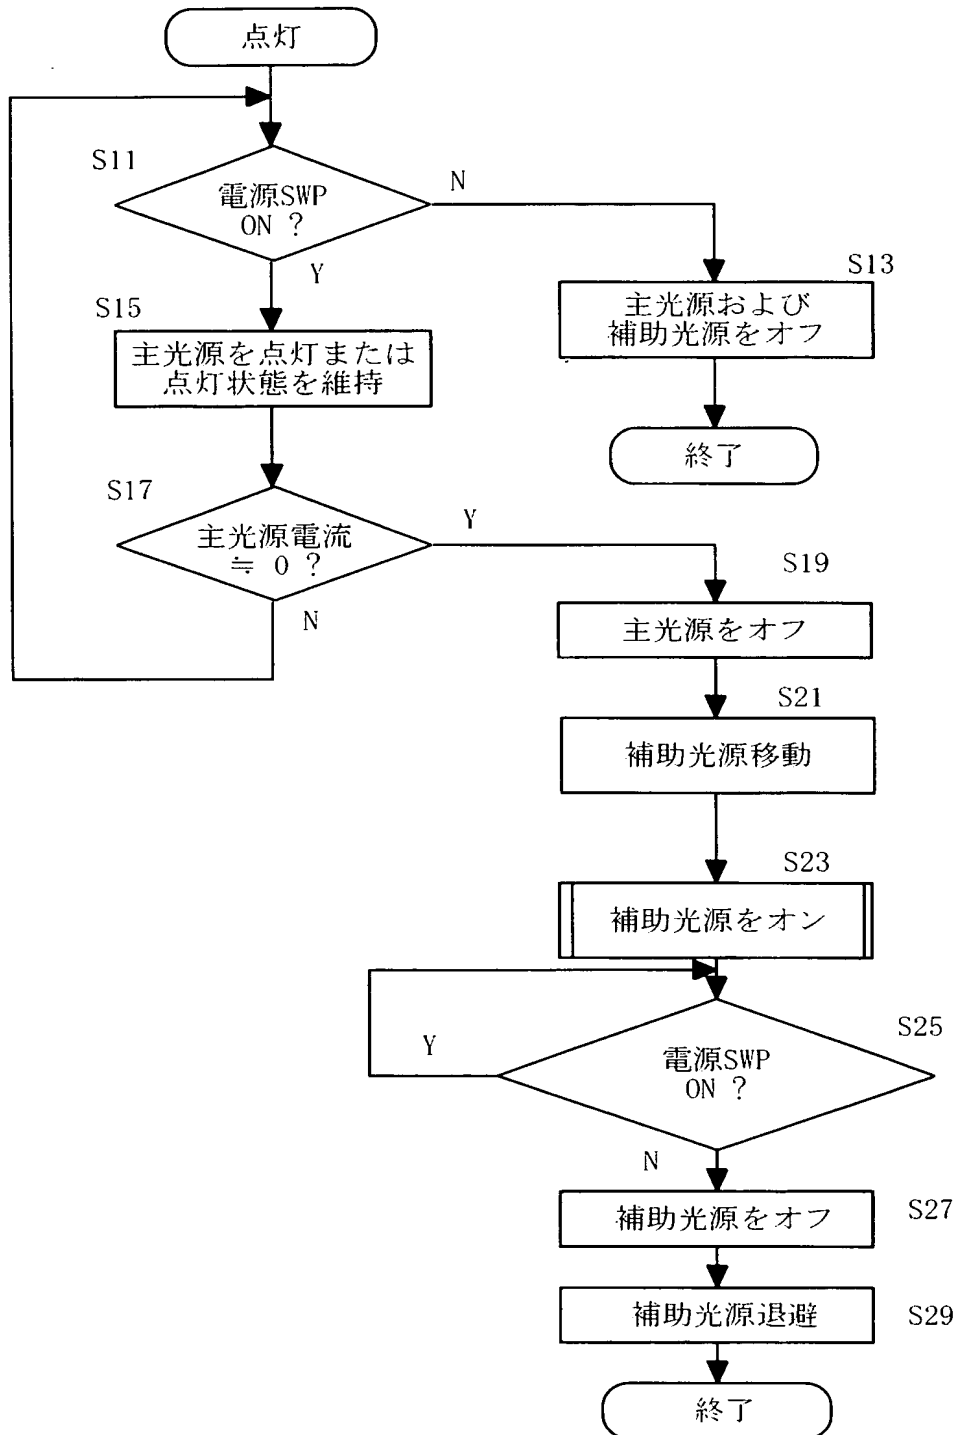 点灯
S11
電源SWP
ON ?
N
Y
S13
主光源および
補助光源をオフ
終了
S15
主光源を点灯または
点灯状態を維持
S17
主光源電流
≒ 0 ?
Y
N
S19
主光源をオフ
S21
補助光源移動
S23
補助光源をオン
S25
電源SWP
ON ?
Y
N
補助光源をオフ
S27
補助光源退避
S29
終了